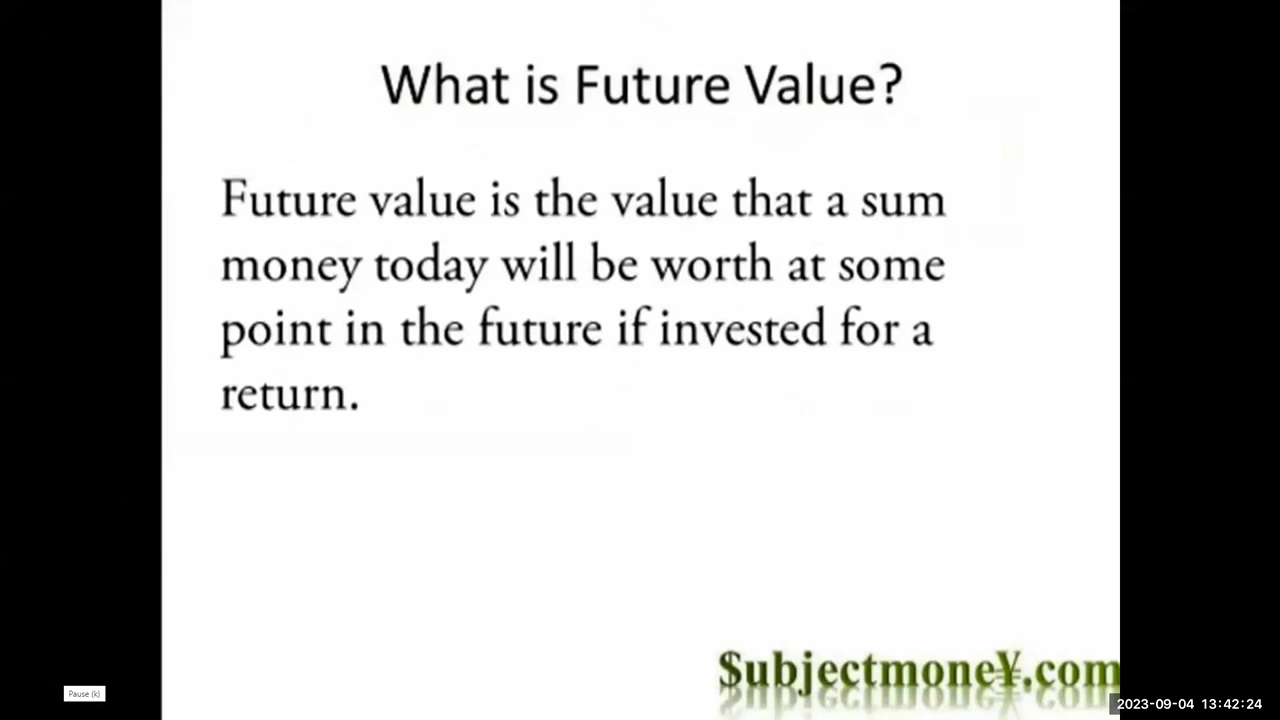 What is Future Value?
Future value is the value that a sum
money today will be worth at some
point in the future if invested for a
return.
$ubjectmone¥.com
Pause (k)
2023-09-04 13:42:24